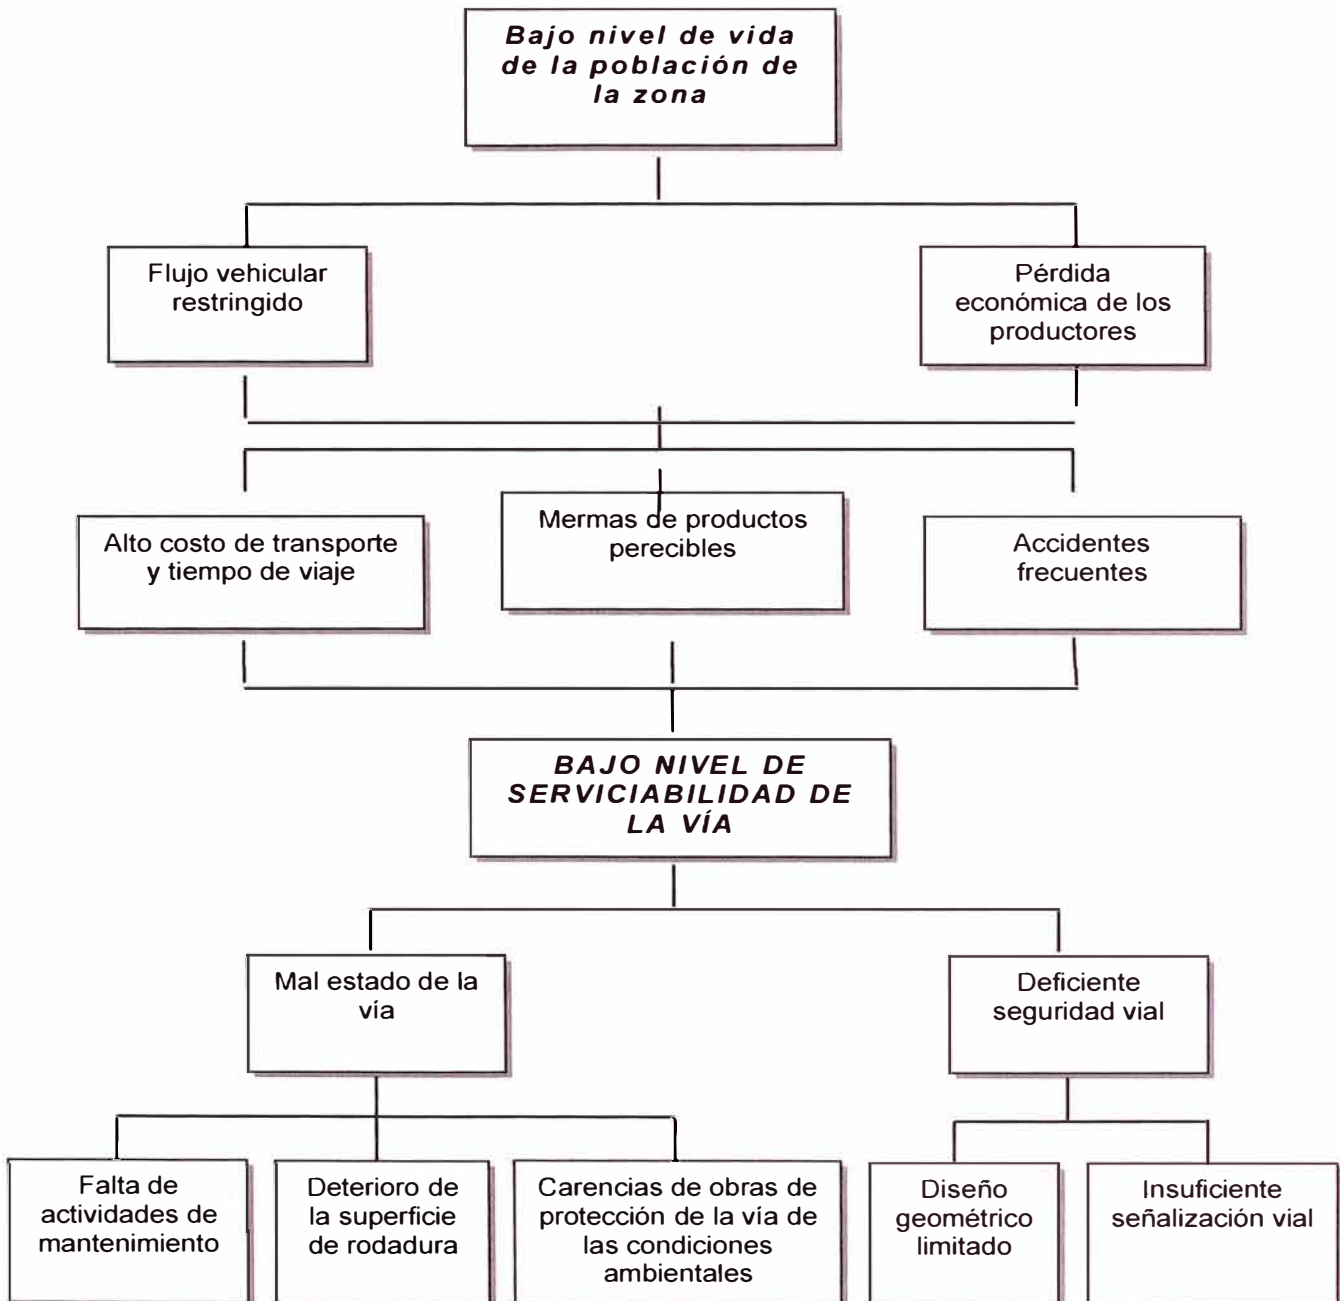 Bajo nivel de vida
de la población de
la zona
Flujo vehicular
restringido
Pérdida
económica de los
productores
Alto costo de transporte
y tiempo de viaje
Mermas de productos
perecibles
Accidentes
frecuentes
BAJO NIVEL DE
SERVICIABILIDAD DE
LA VÍA
Mal estado de la
vía
Deficiente
seguridad vial
Falta de
actividades de
mantenimiento
Deterioro de
la superficie
de rodadura
Carencias de obras de
protección de la vía de
las condiciones
ambientales
Diseño
geométrico
limitado
Insuficiente
señalización vial